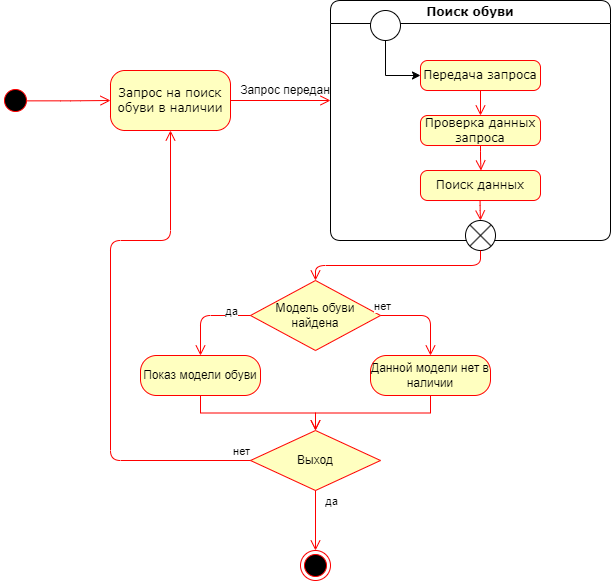 Поиск обуви
Передача запроса
Запрос на поиск
обуви в наличии
Запрос передан
Проверка данных
запроса
Поиск данных
Модель обуви
найдена
да
нет
Показ модели обуви
Данной модели нет в
наличии
нет
Выход
да